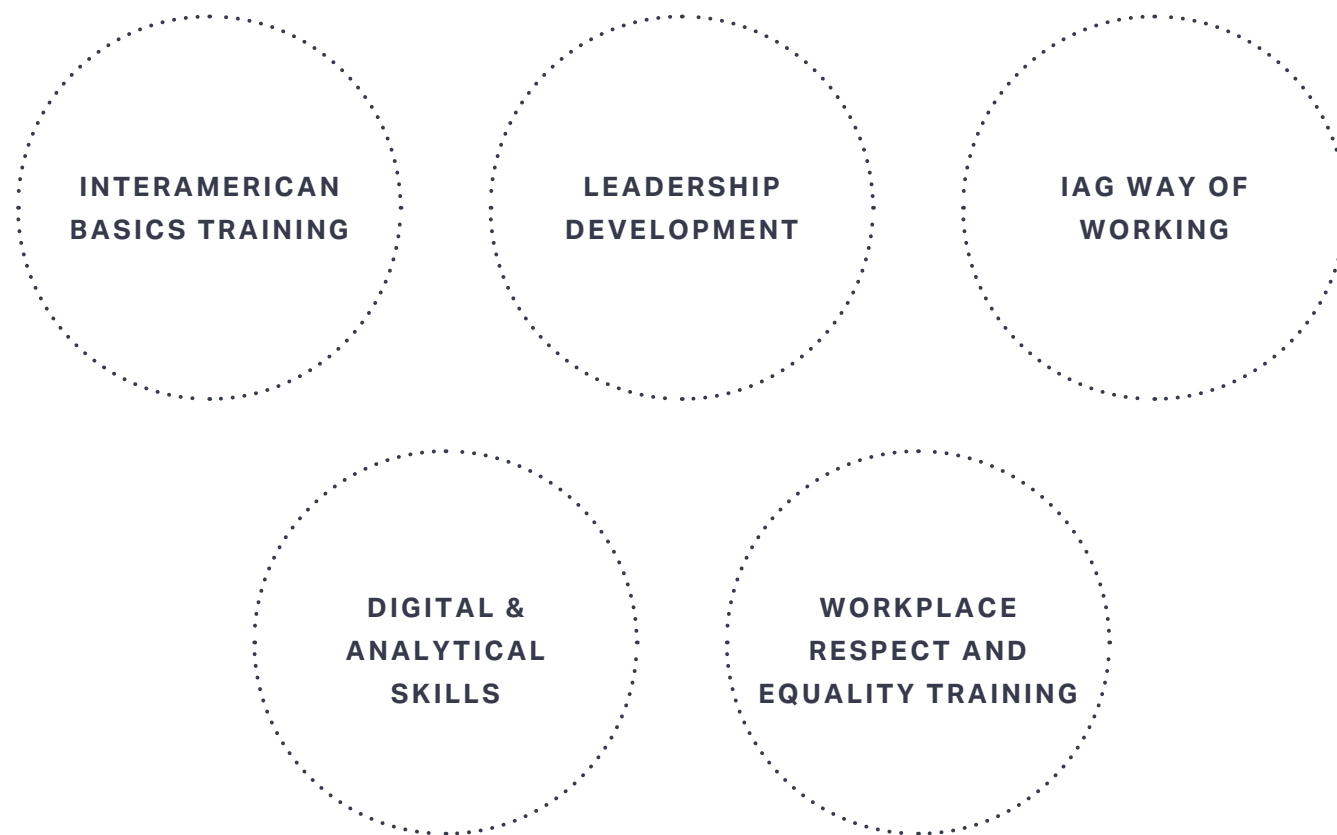 INTERAMERICAN
BASICS TRAINING
LEADERSHIP
DEVELOPMENT
IAG WAY OF
WORKING
DIGITAL &
ANALYTICAL
SKILLS
WORKPLACE
RESPECT AND
EQUALITY TRAINING